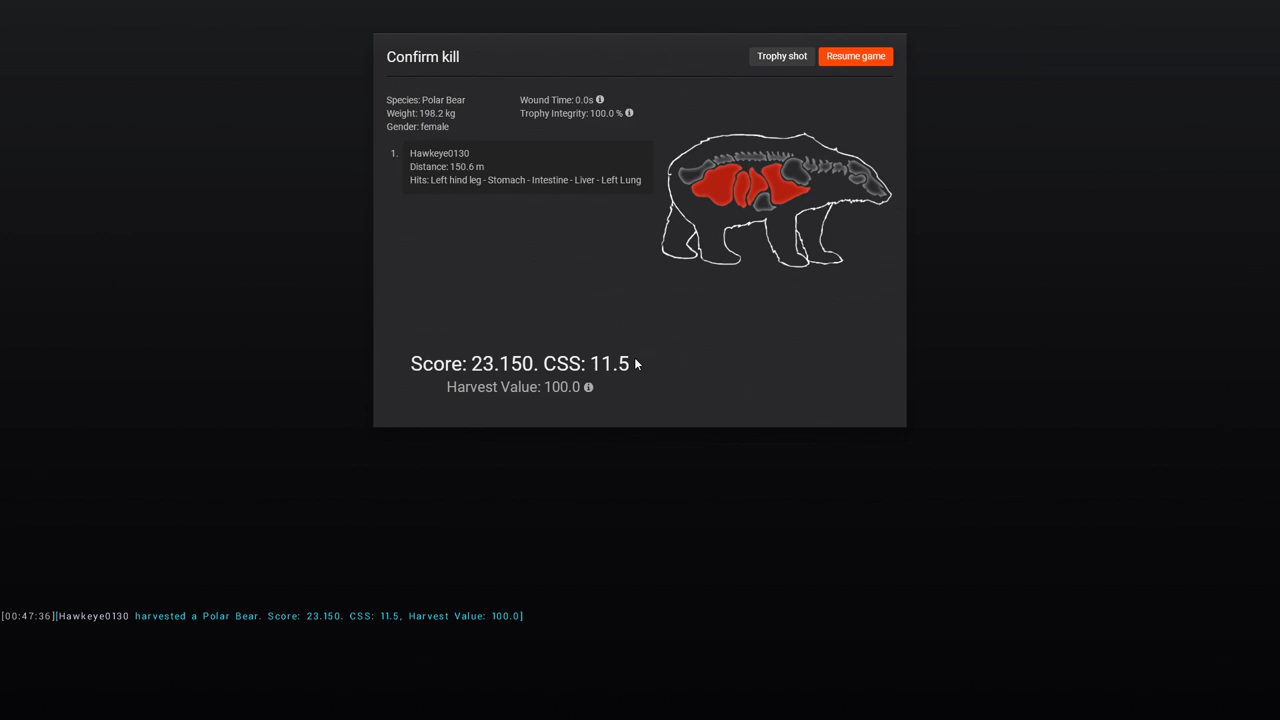 Confirm kill
Trophy shot
Resume game
Species: Polar Bear
Weight: 198.2 kg
Gender: female
Wound Time: 0.0s
Trophy Integrity: 100.0 %
1. Hawkeye0130
Distance: 150.6 m
Hits: Left hind leg - Stomach - Intestine - Liver - Left Lung
Score: 23.150. CSS: 11.5
Harvest Value: 100.0
[00:47:36][Hawkeye0130 harvested a Polar Bear. Score: 23.150. CSS: 11.5, Harvest Value: 100.0]